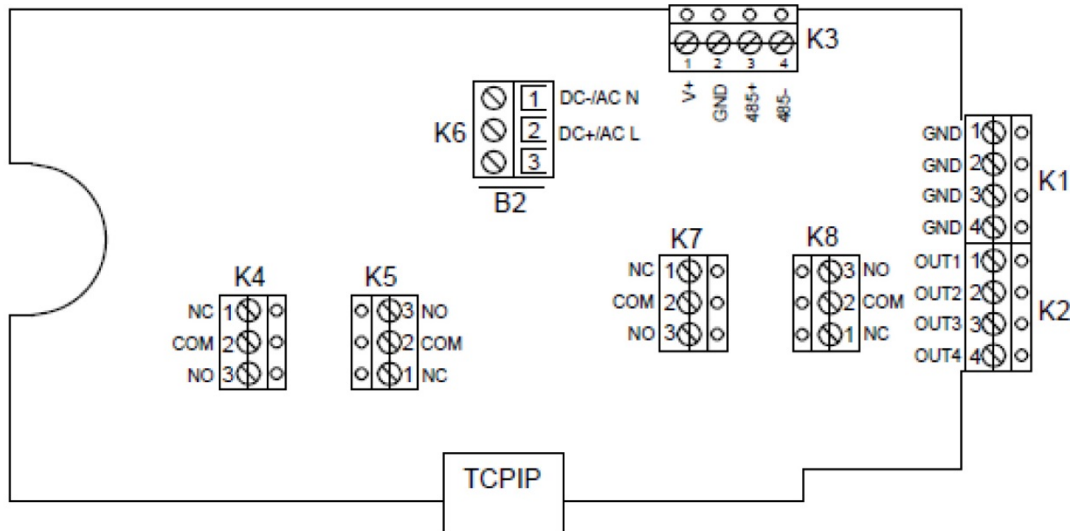 K3
1 2 3 4
V+ GND 485+ 485-
K6
1 DC-/AC N
2 DC+/AC L
3
B2
GND 1
GND 2
GND 3
GND 4
K1
OUT1 1
OUT2 2
OUT3 3
OUT4 4
K2
K7
NC 1
COM 2
NO 3
K8
3 NO
2 COM
1 NC
K4
NC 1
COM 2
NO 3
K5
3 NO
2 COM
1 NC
TCPIP